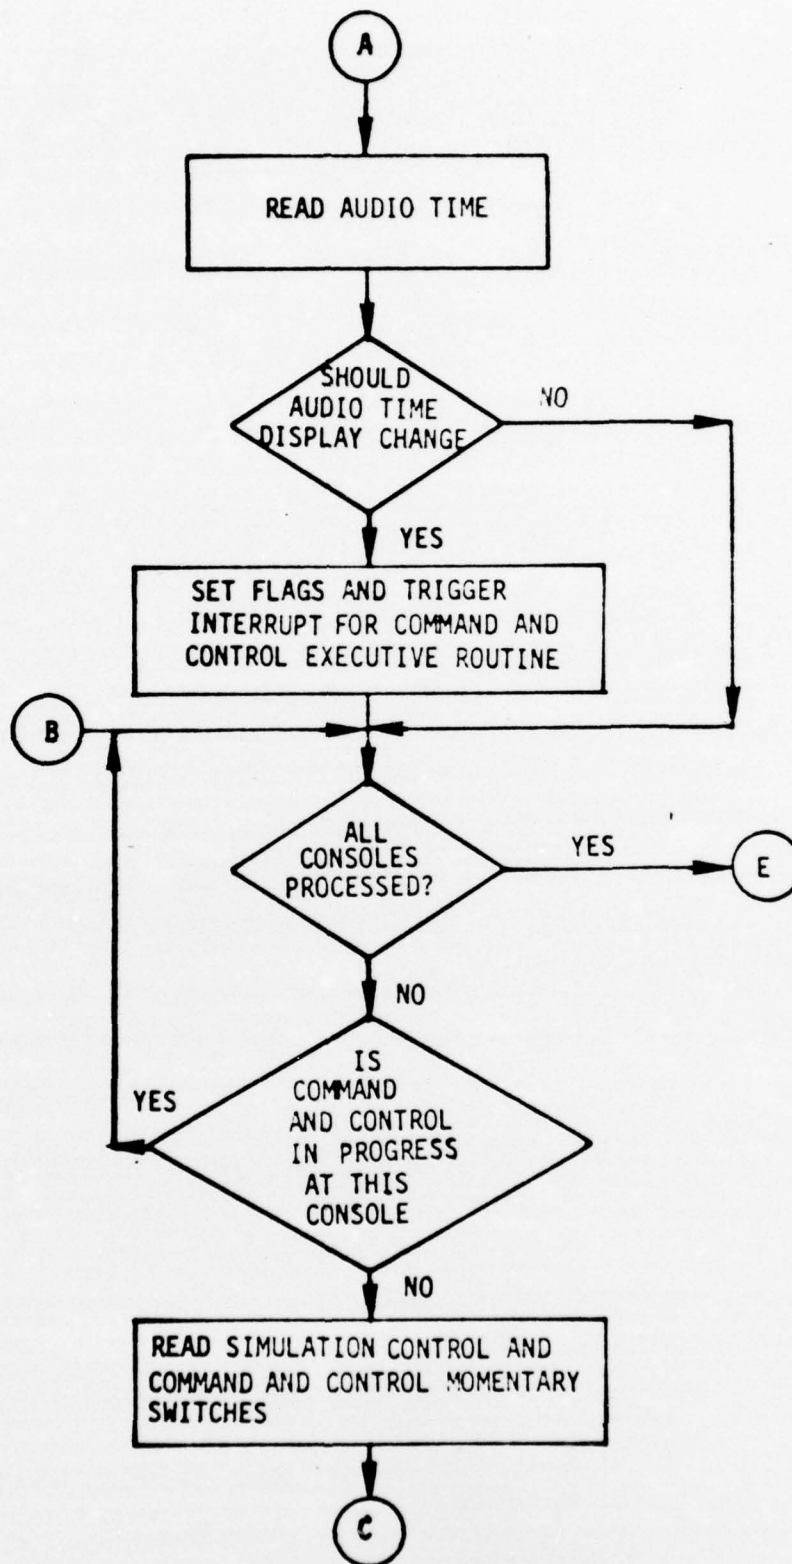 A
READ AUDIO TIME
SHOULD
AUDIO TIME
DISPLAY CHANGE
NO
YES
SET FLAGS AND TRIGGER
INTERRUPT FOR COMMAND AND
CONTROL EXECUTIVE ROUTINE
B
ALL
CONSOLES
PROCESSED?
YES
E
NO
IS
COMMAND
AND CONTROL
IN PROGRESS
AT THIS
CONSOLE
YES
NO
READ SIMULATION CONTROL AND
COMMAND AND CONTROL MOMENTARY
SWITCHES
C